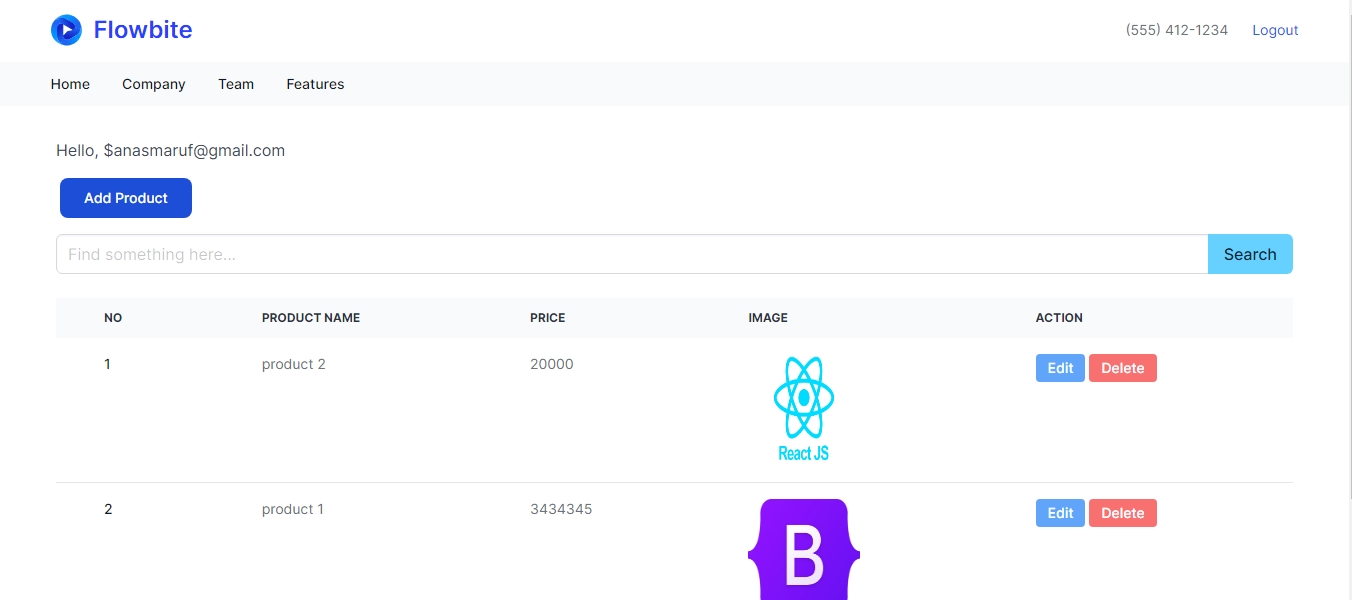 Flowbite
(555) 412-1234 Logout
Home Company Team Features
Hello, $anasmaruf@gmail.com
Add Product
Find something here... Search
NO PRODUCT NAME PRICE IMAGE ACTION
1 product 2 20000 Edit Delete
React JS
2 product 1 3434345 Edit Delete
B